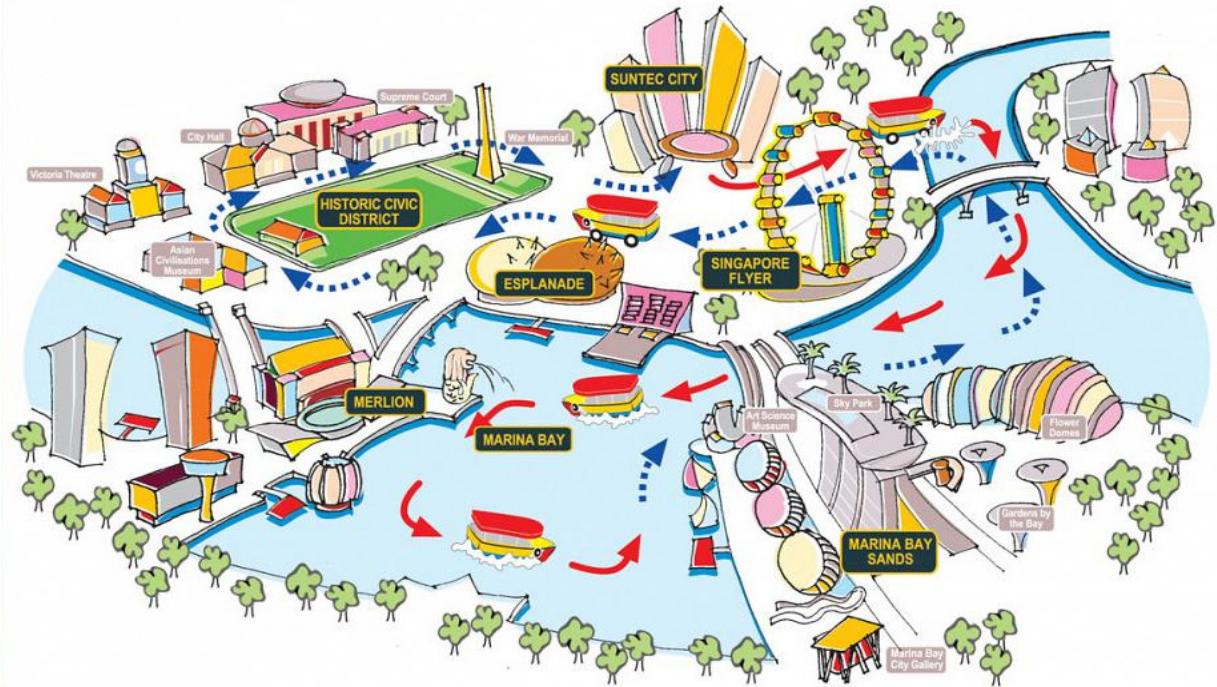 SUNTEC CITY
Supreme Court
City Hall
War Memorial
Victoria Theatre
HISTORIC CIVIC
DISTRICT
Asian
Civilisations
Museum
ESPLANADE
SINGAPORE
FLYER
MERLION
MARINA BAY
Art Science
Museum
Sky Park
Flower
Domes
Gardens by
the Bay
MARINA BAY
SANDS
Marina Bay
City Gallery